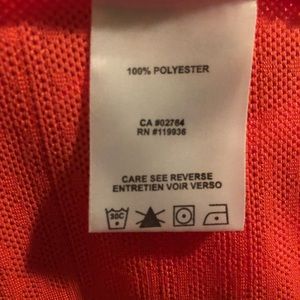 100% POLYESTER
CA #02764
RN #119936
CARE SEE REVERSE
ENTRETIEN VOIR VERSO
30C